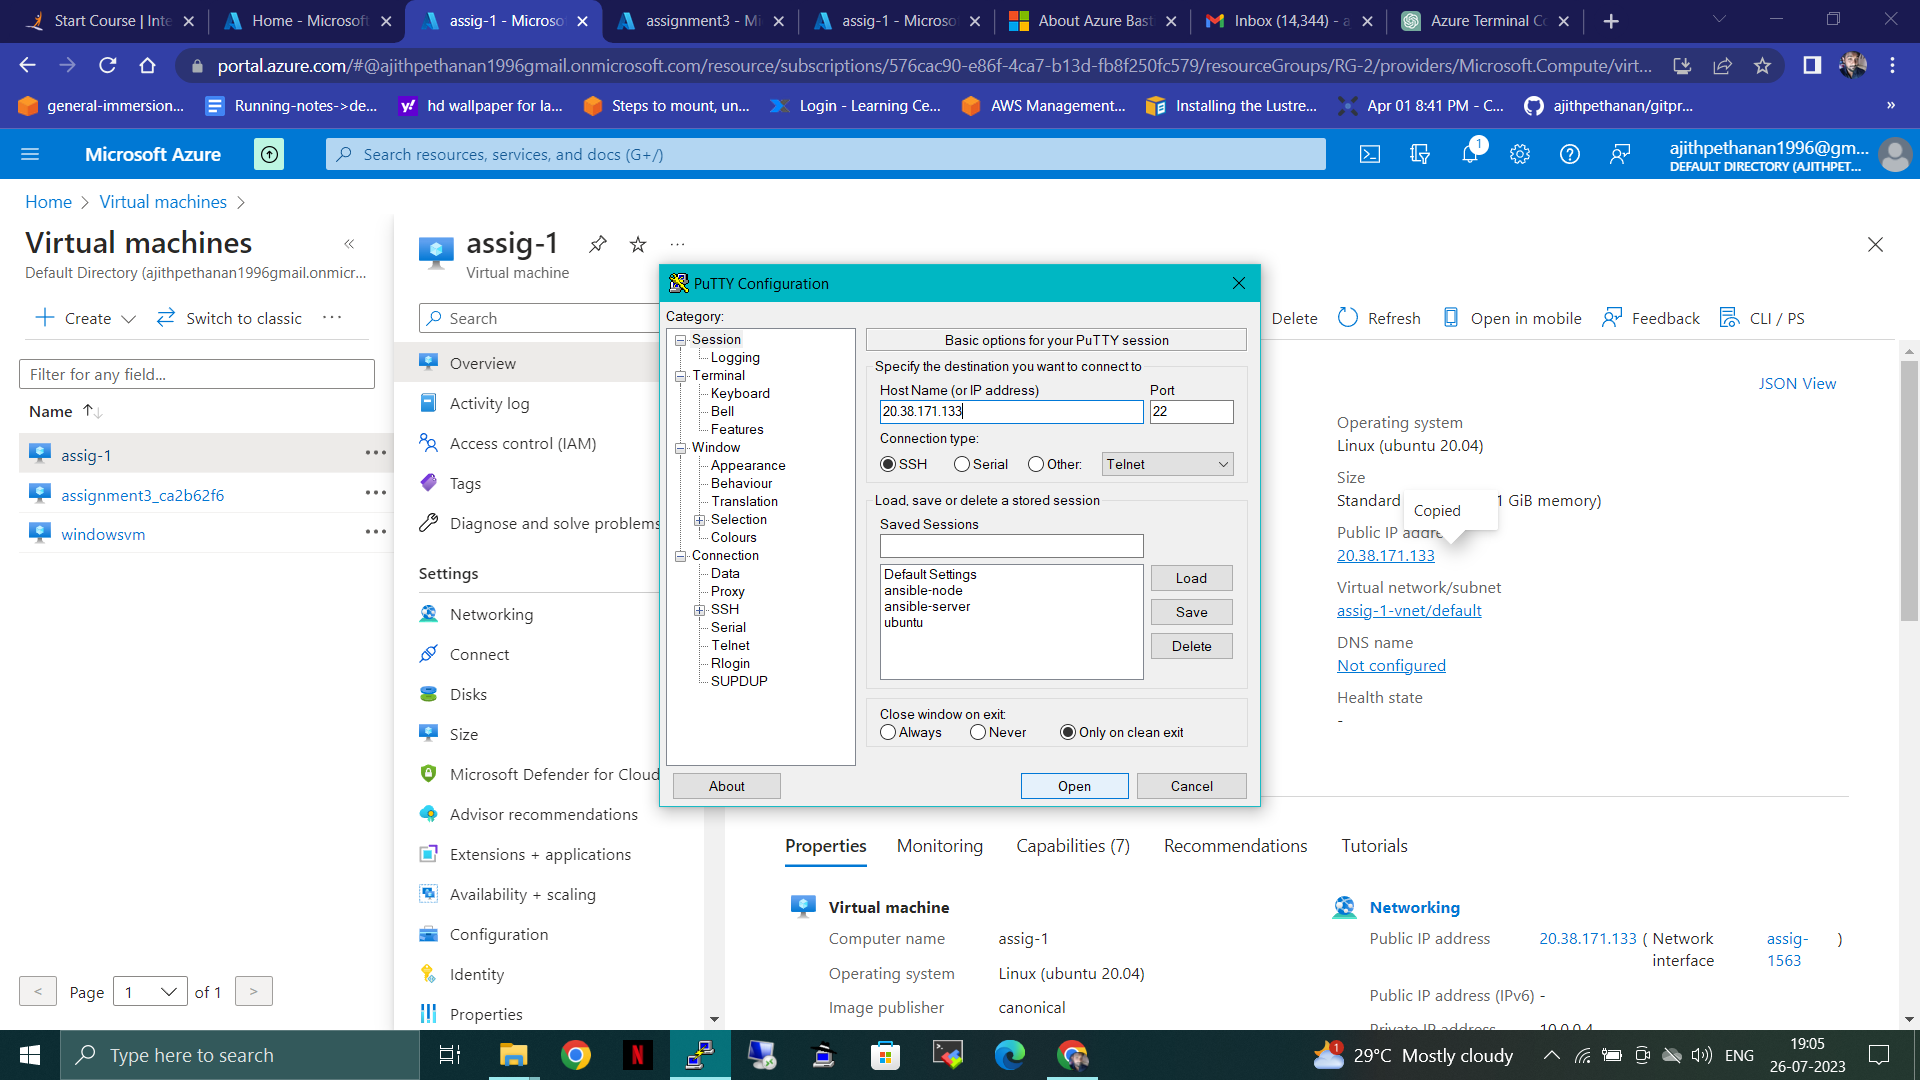 Start Course | Inte
Home - Microsoft
assig-1 - Microso
assignment3 - Mi
assig-1 - Microso
About Azure Bast
Inbox (14,344) - a
Azure Terminal Co
portal.azure.com/#@ajithpethanan1996gmail.onmicrosoft.com/resource/subscriptions/576cac90-e86f-4ca7-b13d-fb8f250fc579/resourceGroups/RG-2/providers/Microsoft.Compute/virt...
general-immersion...
Running-notes->de...
hd wallpaper for la...
Steps to mount, un...
Login - Learning Ce...
AWS Management...
Installing the Lustre...
Apr 01 8:41 PM - C...
ajithpethanan/gitpr...
»
Microsoft Azure
Search resources, services, and docs (G+/)
1
ajithpethanan1996@gm...
DEFAULT DIRECTORY (AJITHPET...
Home > Virtual machines >
Virtual machines
«
Default Directory (ajithpethanan1996gmail.onmicr...
Create
Switch to classic
...
Filter for any field...
Name
assig-1
...
assignment3_ca2b62f6
...
windowsvm
...
< Page 1 of 1 >
assig-1
...
Virtual machine
Search
Overview
Activity log
Access control (IAM)
Tags
Diagnose and solve problems
Settings
Networking
Connect
Disks
Size
Microsoft Defender for Cloud
Advisor recommendations
Extensions + applications
Availability + scaling
Configuration
Identity
Properties
PuTTY Configuration
Category:
Session
Logging
Terminal
Keyboard
Bell
Features
Window
Appearance
Behaviour
Translation
Selection
Colours
Connection
Data
Proxy
SSH
Serial
Telnet
Rlogin
SUPDUP
Basic options for your PuTTY session
Specify the destination you want to connect to
Host Name (or IP address)
Port
20.38.171.133
22
Connection type:
SSH
Serial
Other:
Telnet
Load, save or delete a stored session
Saved Sessions
Default Settings
ansible-node
ansible-server
ubuntu
Load
Save
Delete
Close window on exit:
Always
Never
Only on clean exit
About
Open
Cancel
Delete
Refresh
Open in mobile
Feedback
CLI / PS
JSON View
Operating system
Linux (ubuntu 20.04)
Size
Standard
1 GiB memory)
Copied
Public IP addre
20.38.171.133
Virtual network/subnet
assig-1-vnet/default
DNS name
Not configured
Health state
-
Properties
Monitoring
Capabilities (7)
Recommendations
Tutorials
Virtual machine
Computer name
assig-1
Operating system
Linux (ubuntu 20.04)
Image publisher
canonical
Networking
Public IP address
20.38.171.133 ( Network interface
assig-1563
)
Public IP address (IPv6) -
Private IP address
10.0.0.4
Type here to search
1
29°C Mostly cloudy
ENG
19:05
26-07-2023